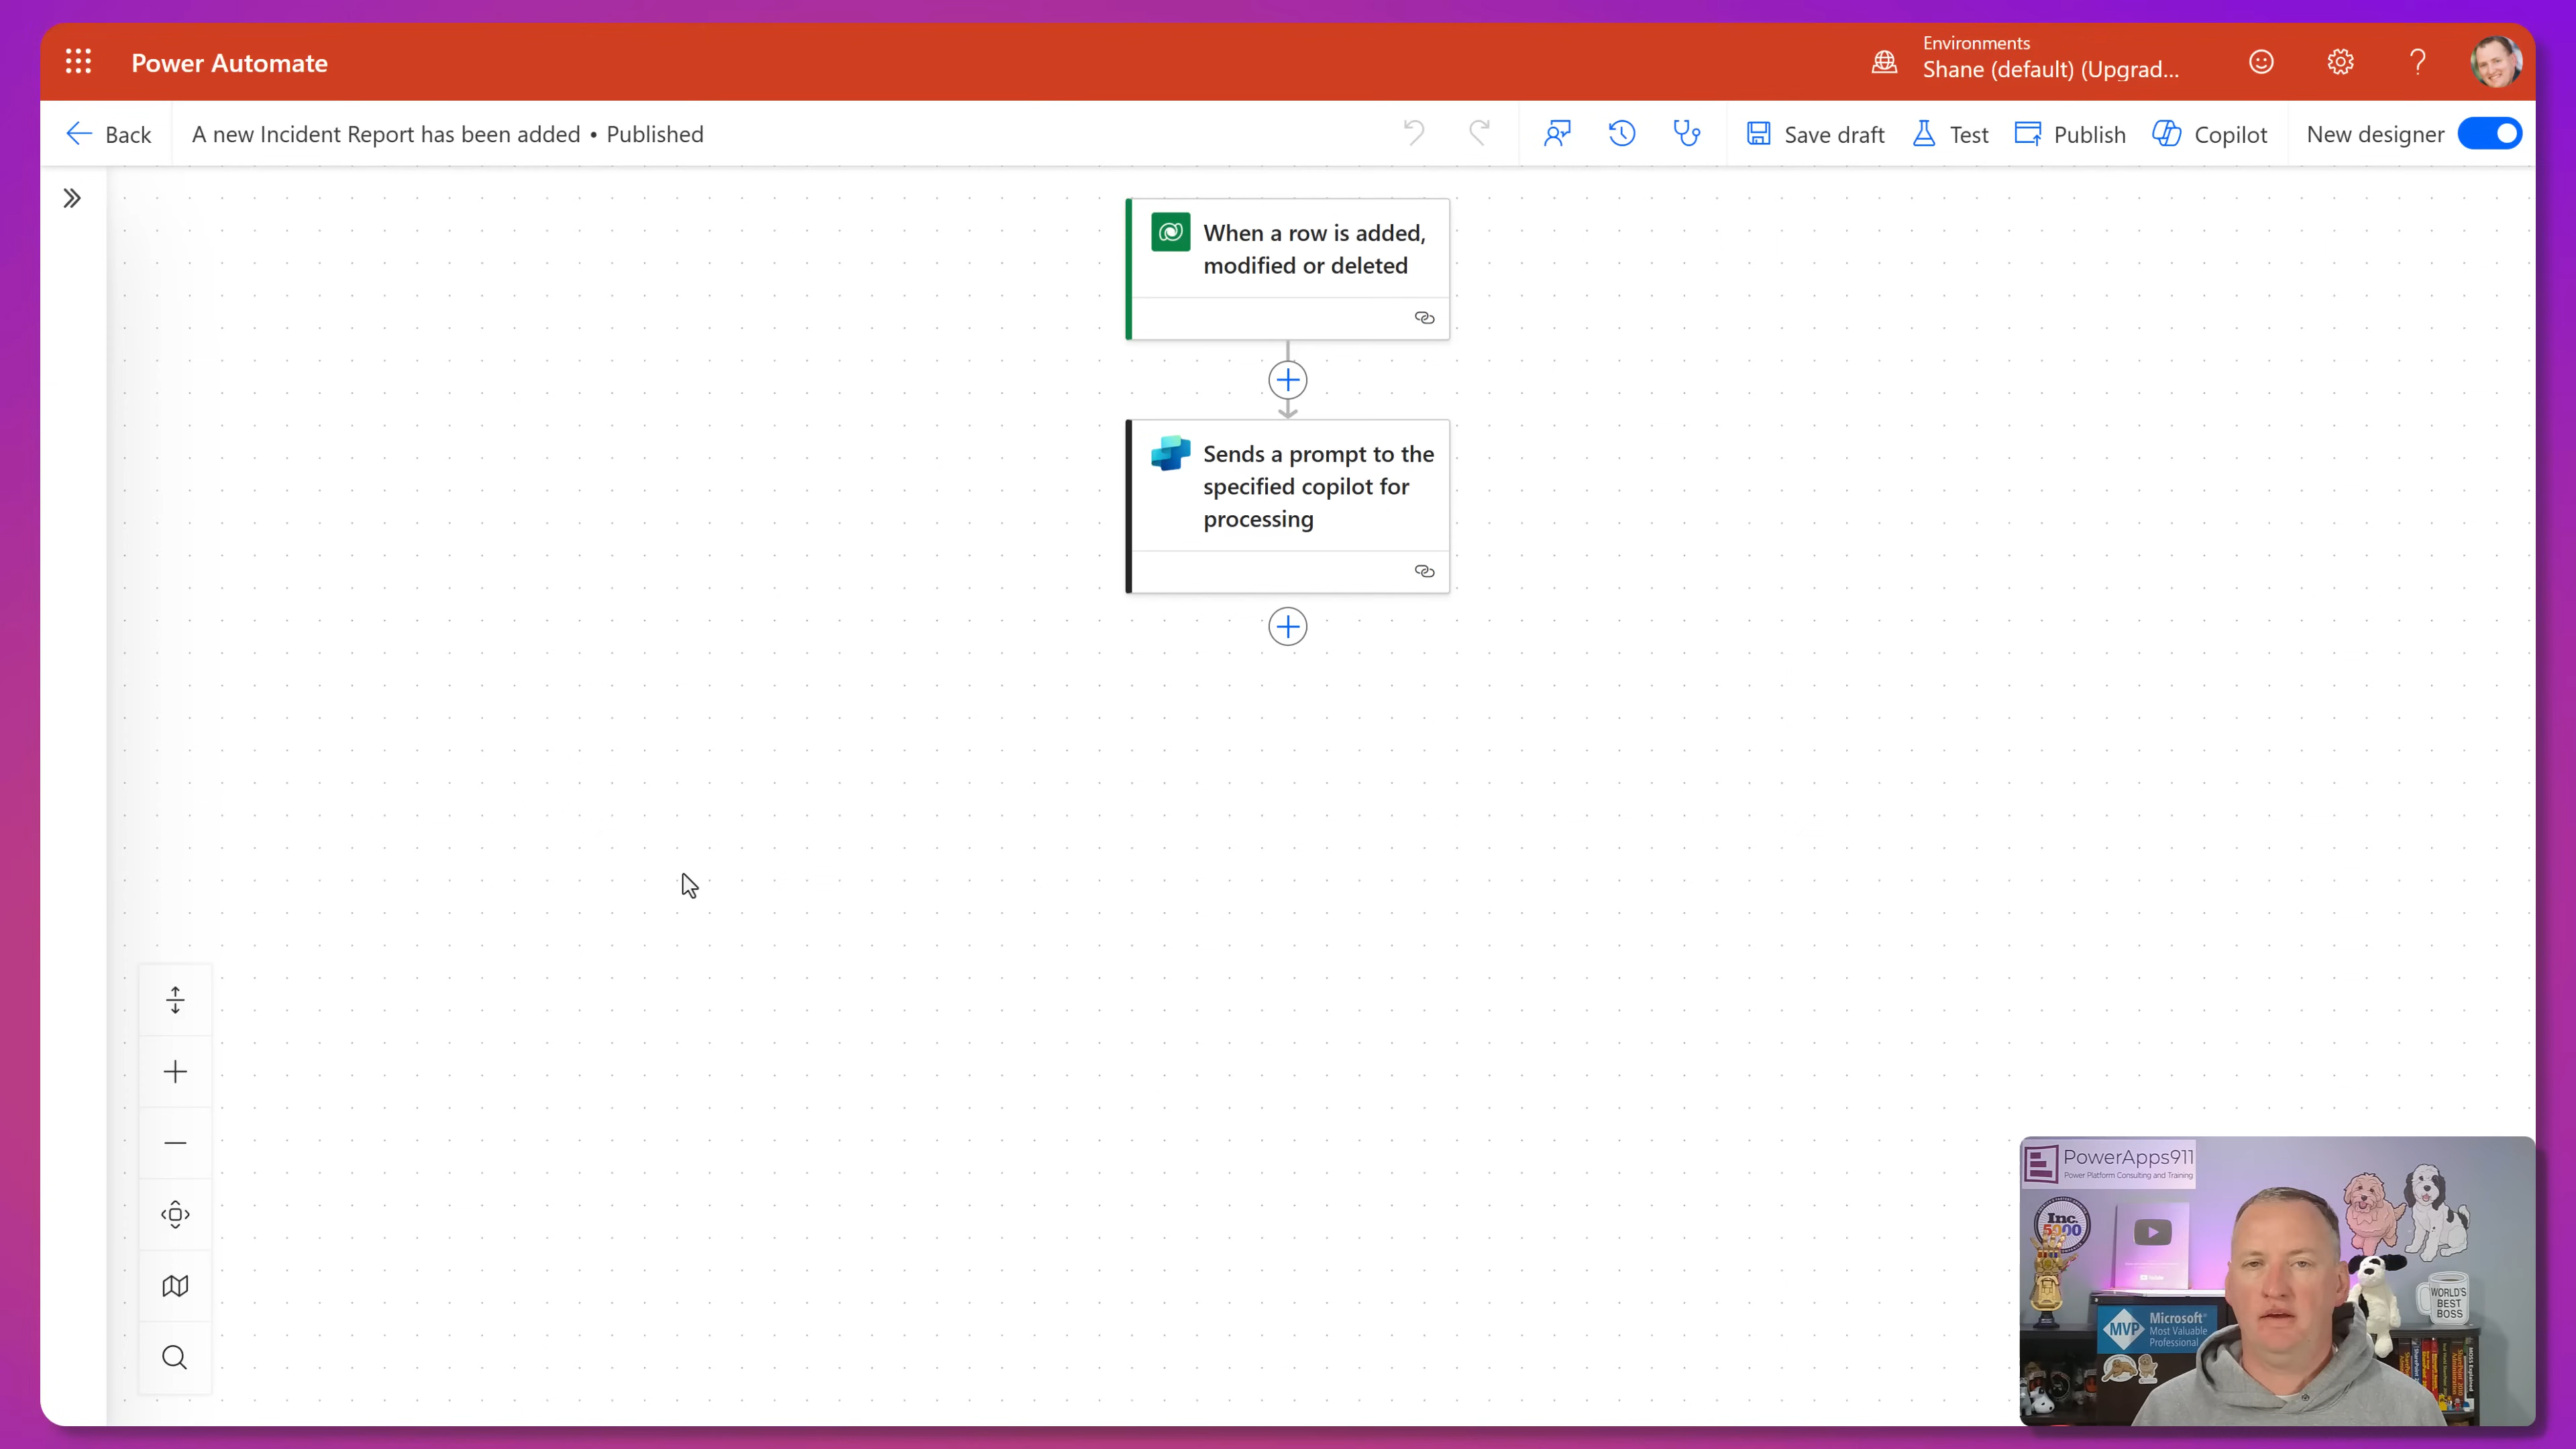 Power Automate
Environments
Shane (default) (Upgrad...
Back
A new Incident Report has been added • Published
Save draft
Test
Publish
Copilot
New designer
When a row is added,
modified or deleted
Sends a prompt to the
specified copilot for
processing
PowerApps911
Power Platform Consulting and Training
Inc.
5000
WORLD'S
BEST
BOSS
MVP
Microsoft
Most Valuable
Professional